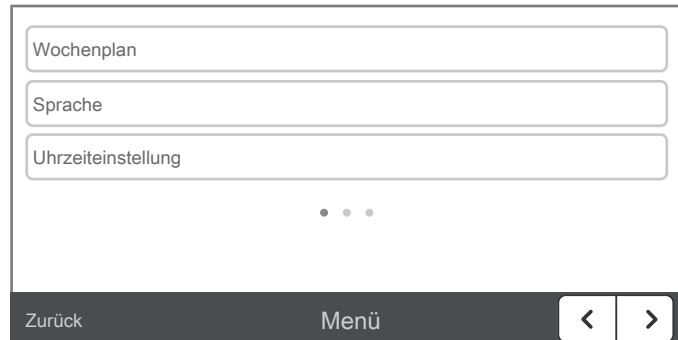 Wochenplan
Sprache
Uhrzeiteinstellung
Zurück Menü